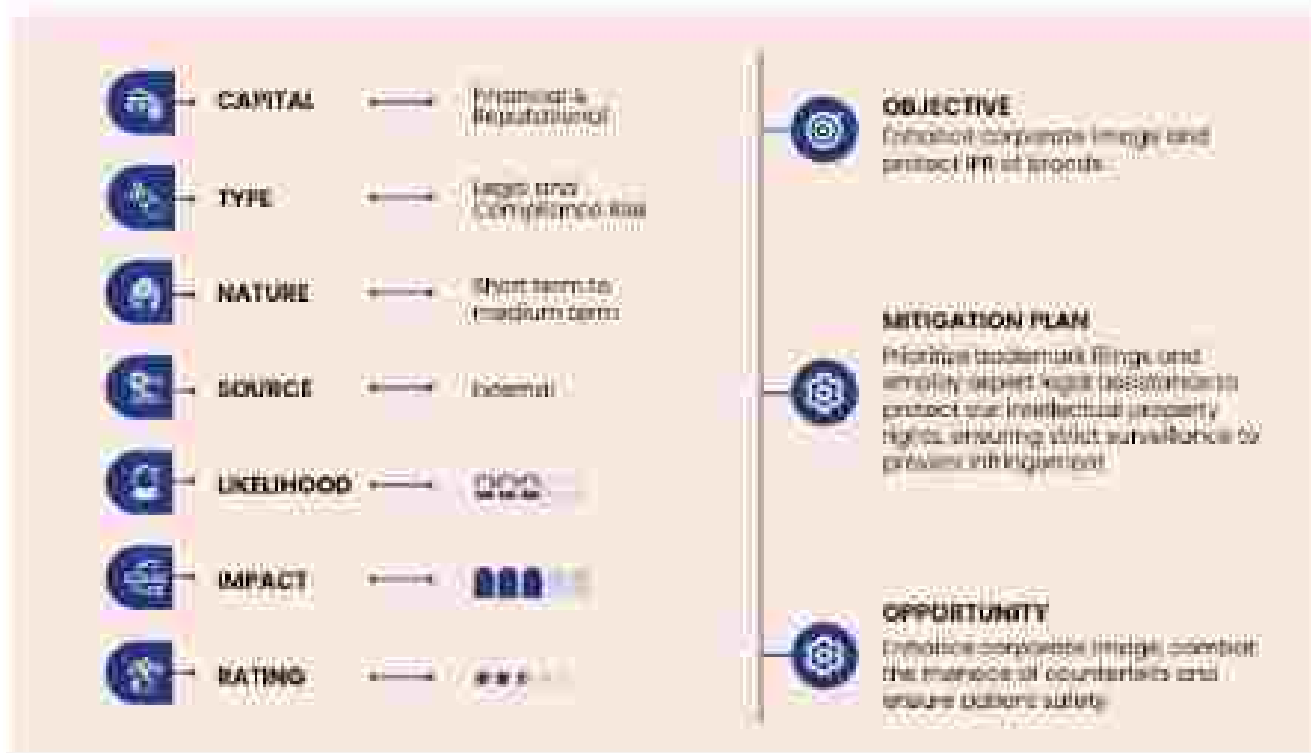 CAPITAL
Financial &
Reputational
TYPE
Legal and
Compliance Risk
NATURE
Short term to
medium term
SOURCE
External
LIKELIHOOD
IMPACT
RATING
OBJECTIVE
Enhance corporate image and
protect IPR of brands
MITIGATION PLAN
Prioritize trademark filings and
employ expert legal assistance to
protect our intellectual property
rights, ensuring strict surveillance to
prevent infringement
OPPORTUNITY
Enhance corporate image, combat
the menace of counterfeits and
ensure patient safety